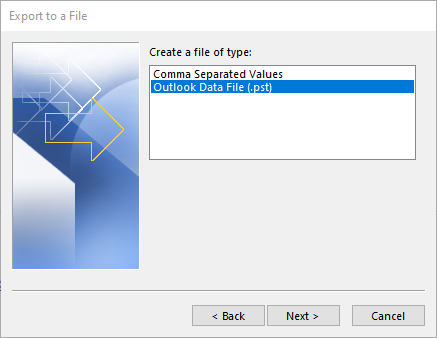 Export to a File
Create a file of type:
Comma Separated Values
Outlook Data File (.pst)
< Back
Next >
Cancel